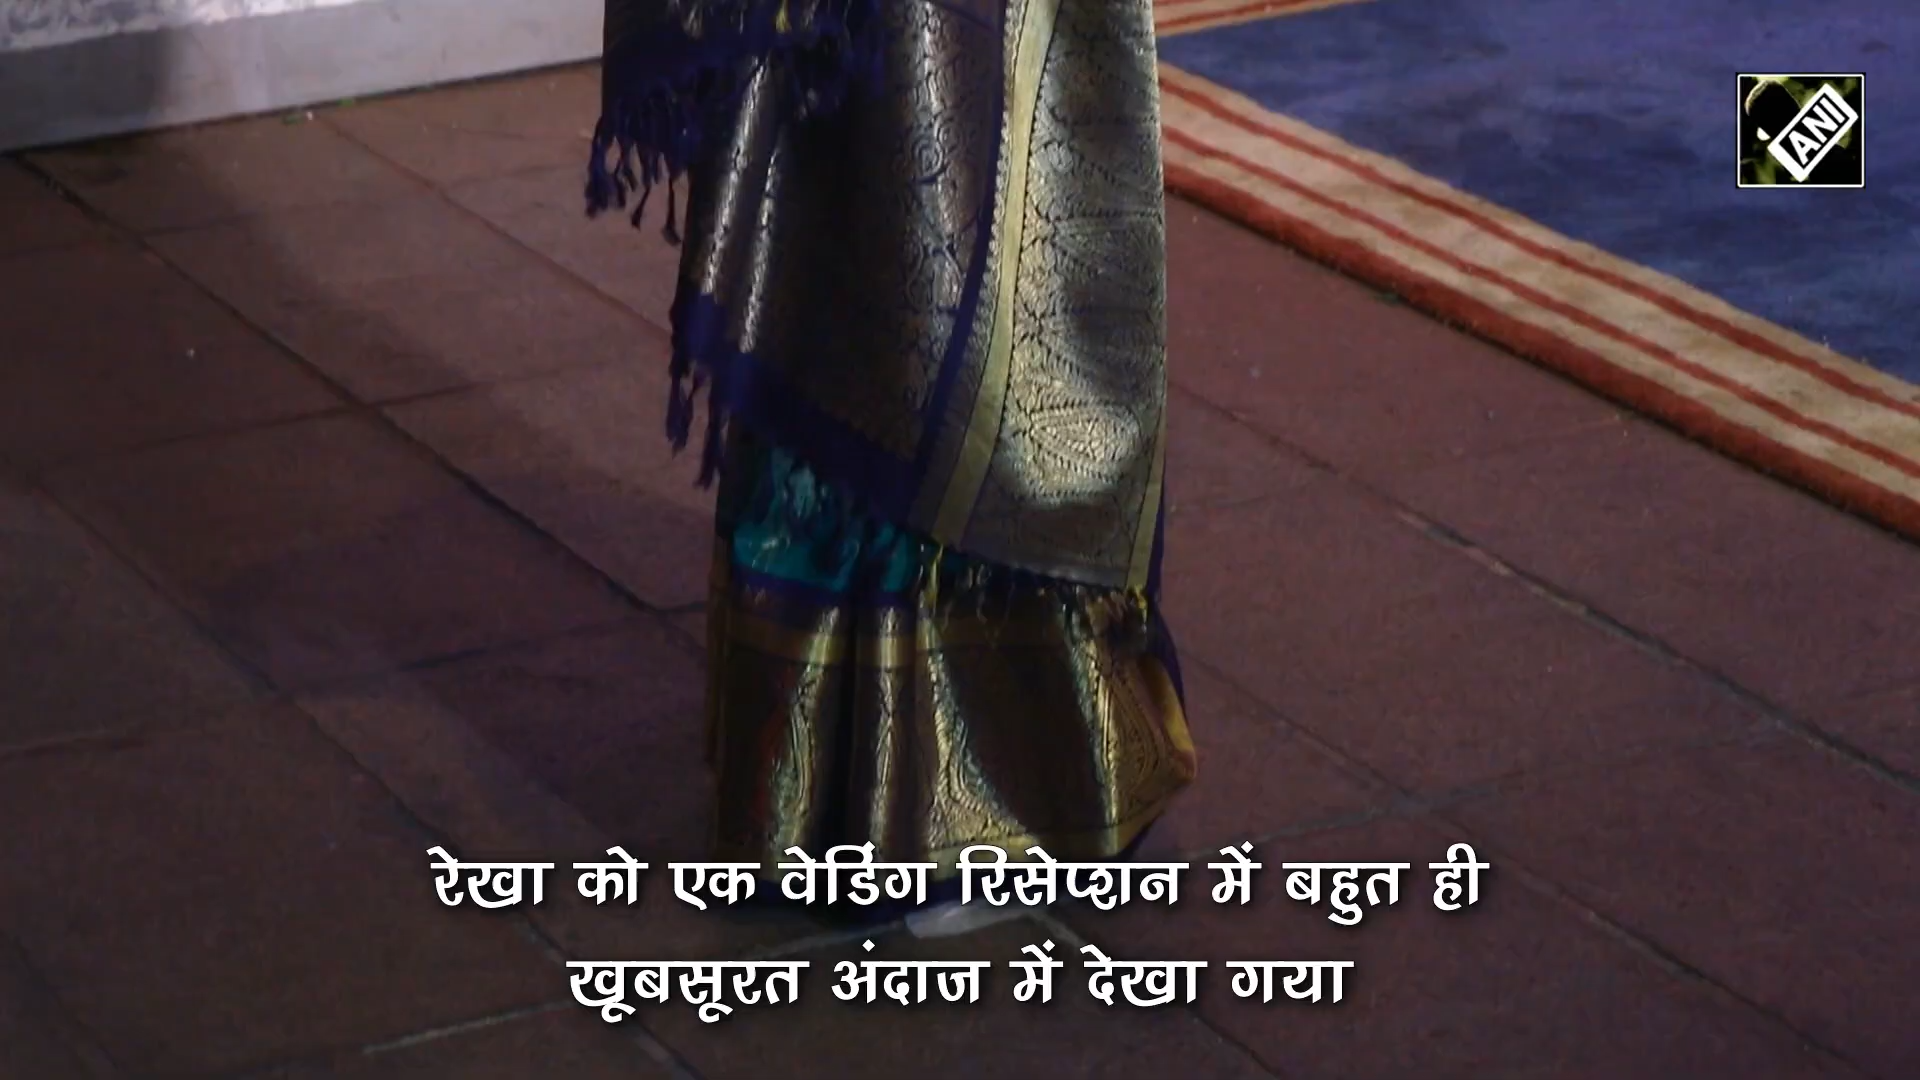 ANI
रेखा को एक वेडिंग रिसेप्शन में बहुत ही
खूबसूरत अंदाज में देखा गया